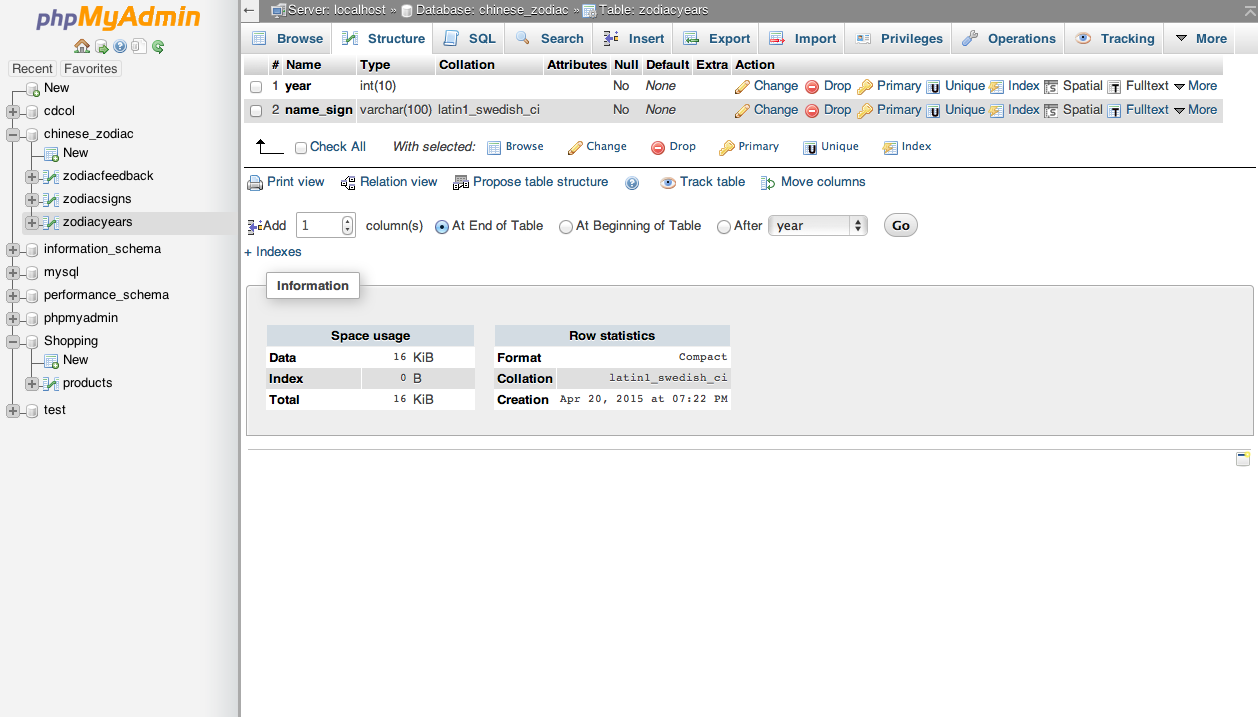 phpMyAdmin
Recent Favorites
New
cdcol
chinese_zodiac
New
zodiacfeedback
zodiacsigns
zodiacyears
information_schema
mysql
performance_schema
phpmyadmin
Shopping
New
products
test
← Server: localhost » Database: chinese_zodiac » Table: zodiacyears
Browse Structure SQL Search Insert Export Import Privileges Operations Tracking More
# Name Type Collation Attributes Null Default Extra Action
1 year int(10) No None Change Drop Primary Unique Index Spatial Fulltext More
2 name_sign varchar(100) latin1_swedish_ci No None Change Drop Primary Unique Index Spatial Fulltext More
Check All With selected: Browse Change Drop Primary Unique Index
Print view Relation view Propose table structure Track table Move columns
Add 1 column(s) At End of Table At Beginning of Table After year Go
+ Indexes
Information
Space usage
Data 16 KiB
Index 0 B
Total 16 KiB
Row statistics
Format Compact
Collation latin1_swedish_ci
Creation Apr 20, 2015 at 07:22 PM